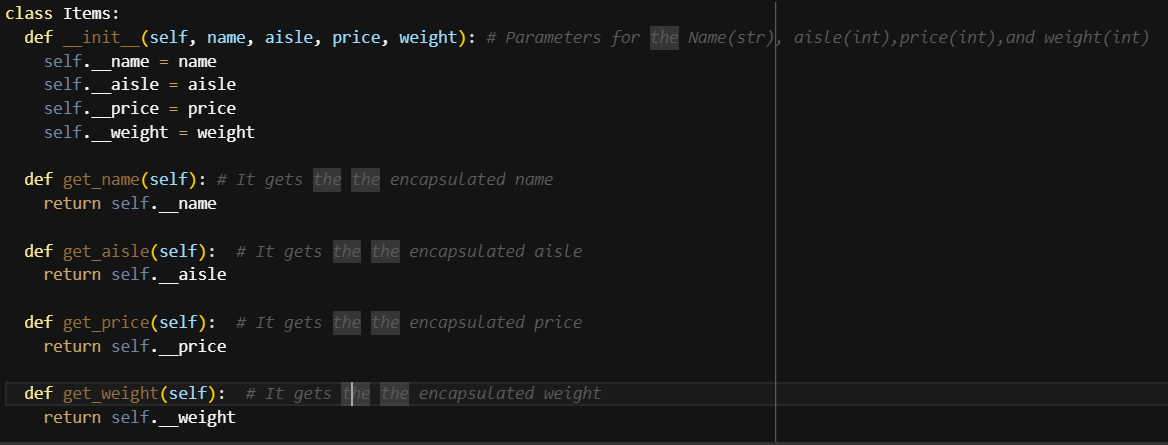 class Items:
  def __init__(self, name, aisle, price, weight): # Parameters for the Name(str), aisle(int),price(int),and weight(int)
    self.__name = name
    self.__aisle = aisle
    self.__price = price
    self.__weight = weight

  def get_name(self): # It gets the the encapsulated name
    return self.__name

  def get_aisle(self):  # It gets the the encapsulated aisle
    return self.__aisle

  def get_price(self):  # It gets the the encapsulated price
    return self.__price

  def get_weight(self):  # It gets the the encapsulated weight
    return self.__weight